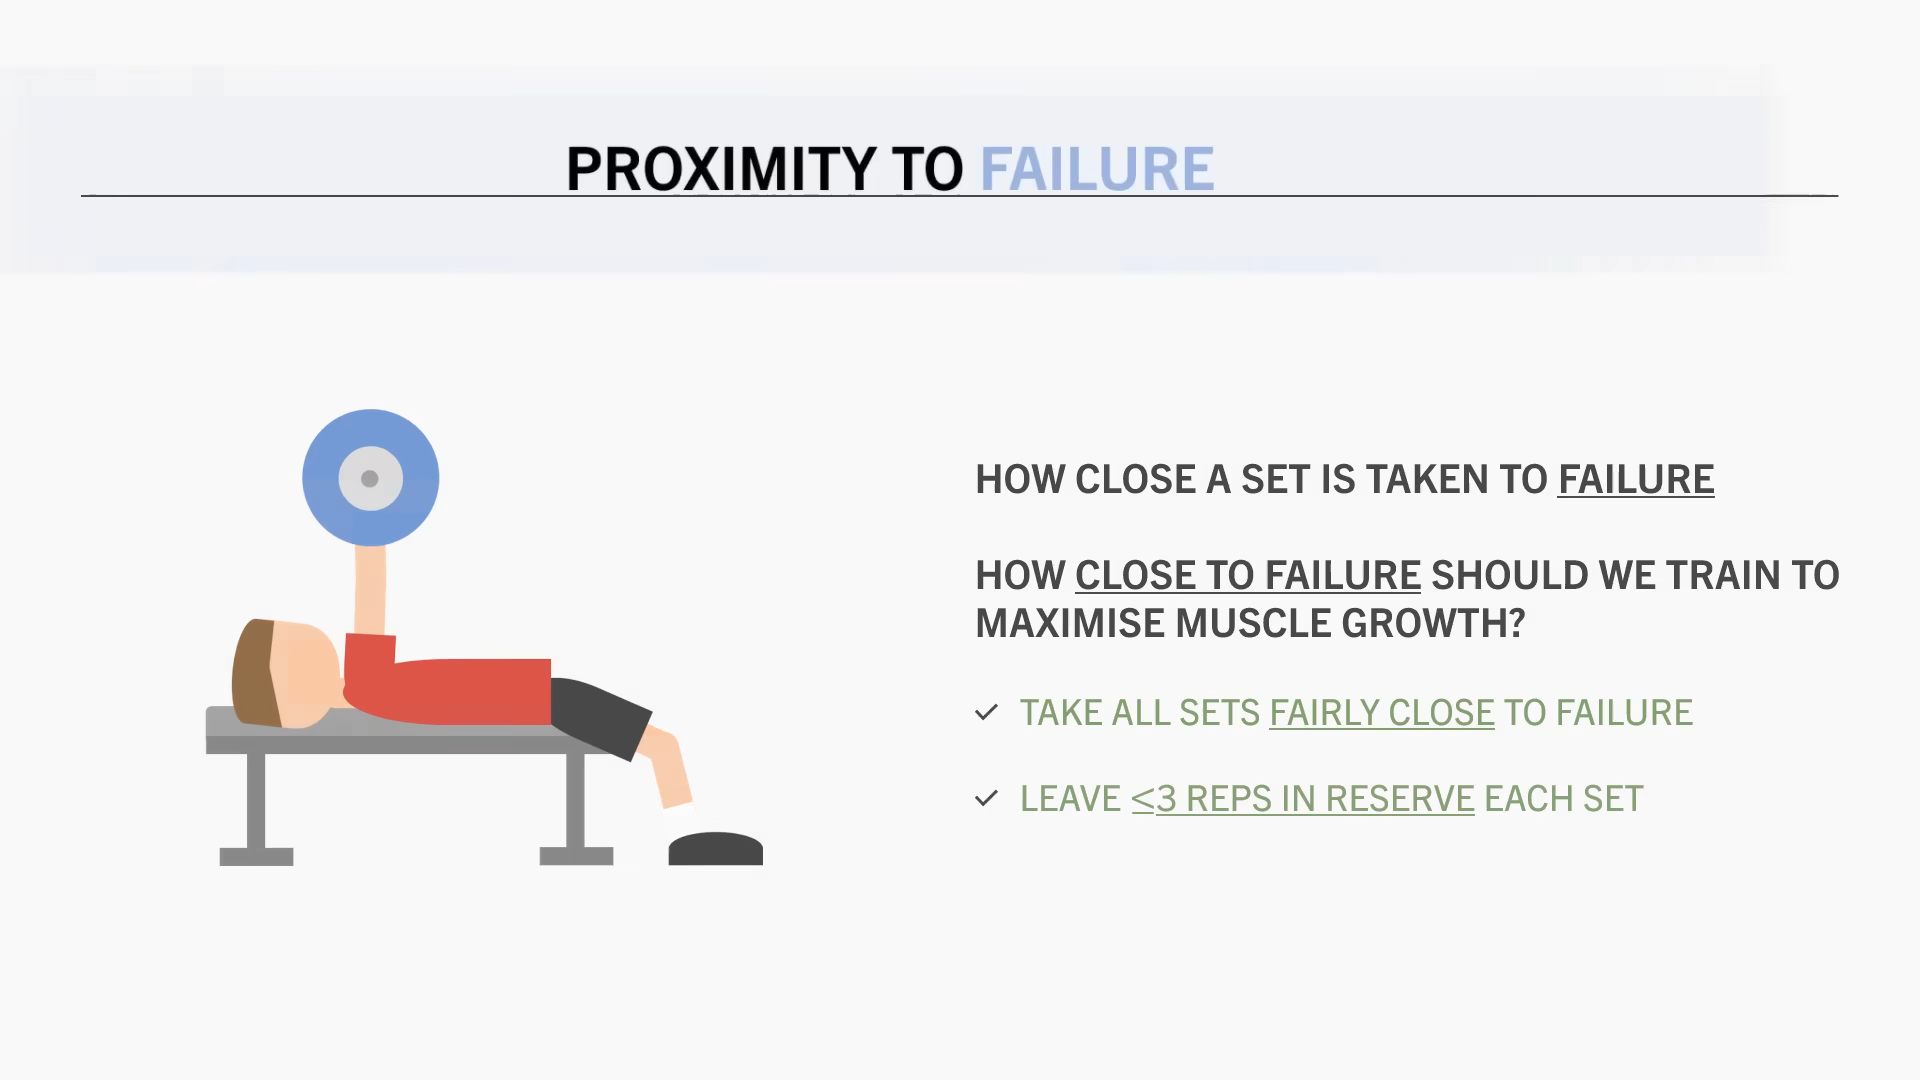 PROXIMITY TO FAILURE
HOW CLOSE A SET IS TAKEN TO FAILURE
HOW CLOSE TO FAILURE SHOULD WE TRAIN TO
MAXIMISE MUSCLE GROWTH?
TAKE ALL SETS FAIRLY CLOSE TO FAILURE
LEAVE <3 REPS IN RESERVE EACH SET